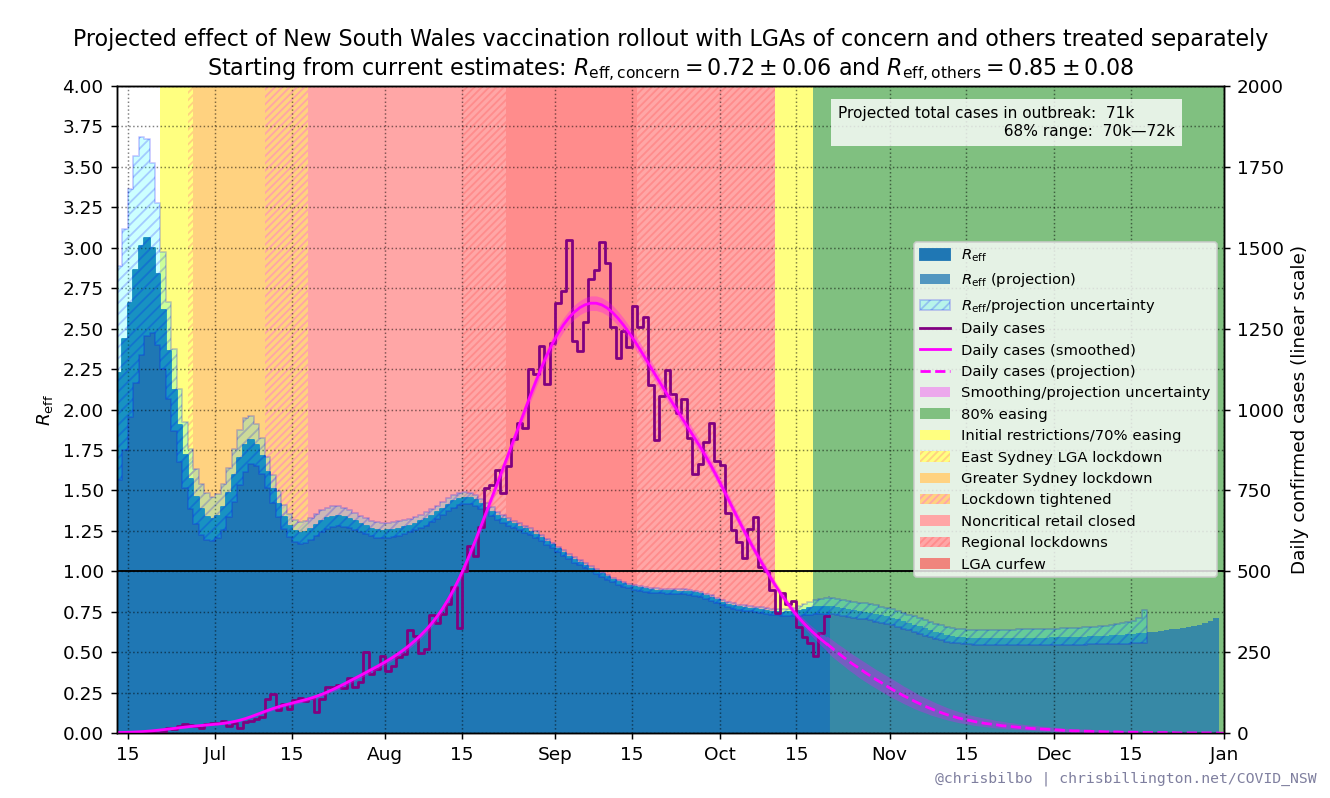 Projected effect of New South Wales vaccination rollout with LGAs of concern and others treated separately
Starting from current estimates: Reff, concern = 0.72 ± 0.06 and Reff, others = 0.85 ± 0.08
4.00
3.75
3.50
3.25
3.00
2.75
2.50
2.25
2.00
1.75
1.50
1.25
1.00
0.75
0.50
0.25
0.00
Reff
Projected total cases in outbreak: 71k
68% range: 70k—72k
Reff
Reff (projection)
Reff/projection uncertainty
Daily cases
Daily cases (smoothed)
Daily cases (projection)
Smoothing/projection uncertainty
80% easing
Initial restrictions/70% easing
East Sydney LGA lockdown
Greater Sydney lockdown
Lockdown tightened
Noncritical retail closed
Regional lockdowns
LGA curfew
2000
1750
1500
1250
1000
750
500
250
0
Daily confirmed cases (linear scale)
15 Jul 15 Aug 15 Sep 15 Oct 15 Nov 15 Dec 15 Jan
@chrisbilbo | chrisbillington.net/COVID_NSW